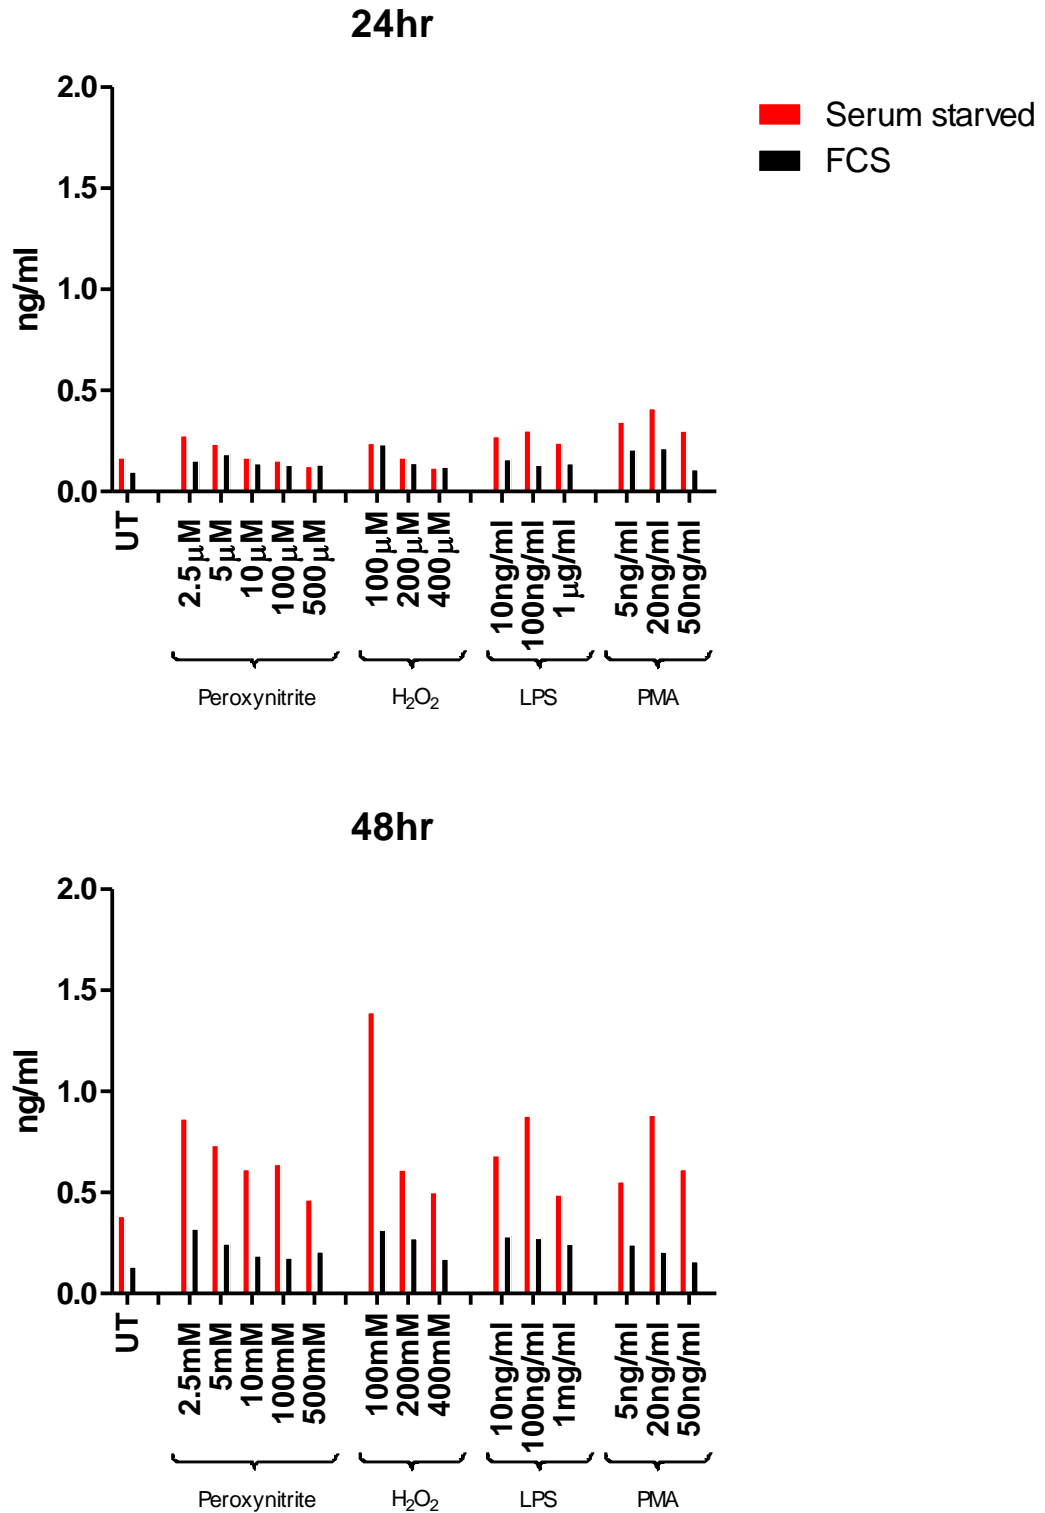 24hr
Serum starved
FCS
ng/ml
2.0
1.5
1.0
0.5
0.0
UT
2.5μM
5μM
10μM
100μM
500μM
100μM
200μM
400μM
10ng/ml
100ng/ml
1μg/ml
5ng/ml
20ng/ml
50ng/ml
Peroxynitrite
H₂O₂
LPS
PMA
48hr
ng/ml
2.0
1.5
1.0
0.5
0.0
UT
2.5mM
5mM
10mM
100mM
500mM
100mM
200mM
400mM
10ng/ml
100ng/ml
1mg/ml
5ng/ml
20ng/ml
50ng/ml
Peroxynitrite
H₂O₂
LPS
PMA